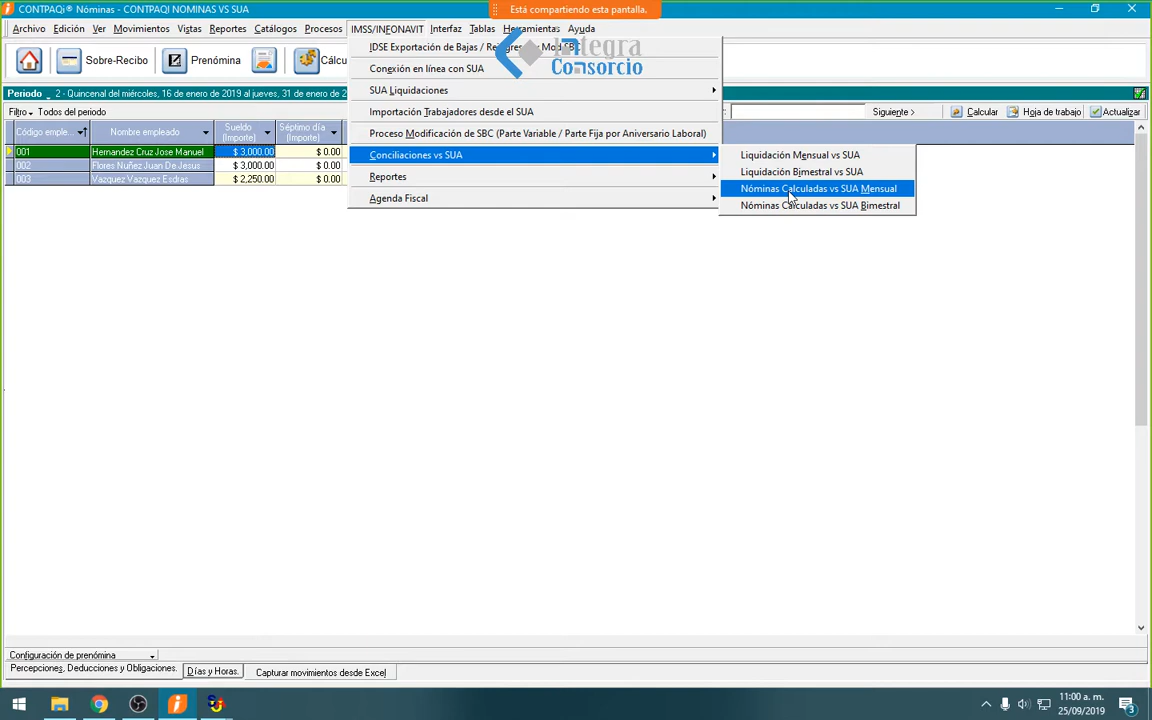 CONTPAQi® Nóminas - CONTPAQI NOMINAS VS SUA
Está compartiendo esta pantalla.
Archivo Edición Ver Movimientos Vistas Reportes Catálogos Procesos IMSS/INFONAVIT Interfaz Tablas Herramientas Ayuda
Sobre-Recibo Prenómina Cálcu
IDSE Exportación de Bajas /
Integra
Consorcio
Conexión en línea con SUA
SUA Liquidaciones
Importación Trabajadores desde el SUA
Proceso Modificación de SBC (Parte Variable / Parte Fija por Aniversario Laboral)
Conciliaciones vs SUA
Reportes
Agenda Fiscal
Liquidación Mensual vs SUA
Liquidación Bimestral vs SUA
Nóminas Calculadas vs SUA Mensual
Nóminas Calculadas vs SUA Bimestral
Periodo 2 - Quincenal del miércoles, 16 de enero de 2019 al jueves, 31 de enero de 2
Filtro Todos del periodo
Siguiente > Calcular Hoja de trabajo Actualizar
Código emple... Nombre empleado Sueldo (Importe) Séptimo día (Importe)
001 Hernandez Cruz Jose Manuel $ 3,000.00 $ 0.00
002 Flores Nuñez Juan De Jesus $ 3,000.00 $ 0.00
003 Vazquez Vazquez Esdras $ 2,250.00 $ 0.00
Configuración de prenómina
Percepciones, Deducciones y Obligaciones. Días y Horas. Capturar movimientos desde Excel
11:00 a. m.
25/09/2019
3